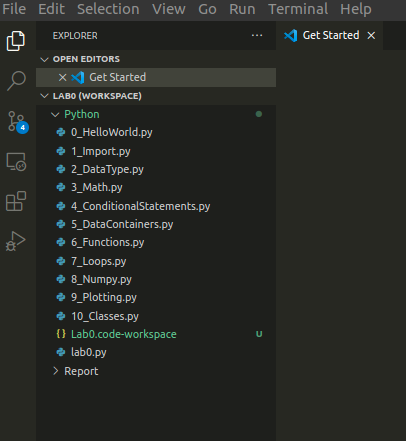 File Edit Selection View Go Run Terminal Help
EXPLORER ···
Get Started ×
OPEN EDITORS
× Get Started
LAB0 (WORKSPACE)
Python
0_HelloWorld.py
1_Import.py
2_DataType.py
3_Math.py
4
4_ConditionalStatements.py
5_DataContainers.py
6_Functions.py
7_Loops.py
8_Numpy.py
9_Plotting.py
10_Classes.py
{} Lab0.code-workspace U
lab0.py
Report